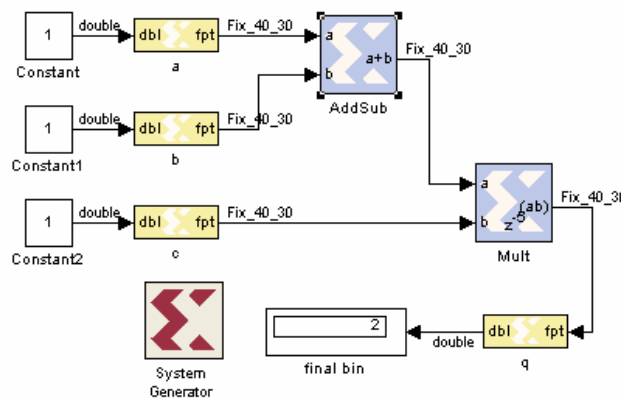 1
double
dbl fpt
Fix_40_30
a
b
a+b
Fix_40_30
Constant
a
AddSub
1
double
dbl fpt
Fix_40_30
Constant1
b
1
double
dbl fpt
Fix_40_30
Constant2
c
a
b
(ab)
z-5
Fix_40_30
Mult
2
final bin
double
dbl fpt
q
System
Generator